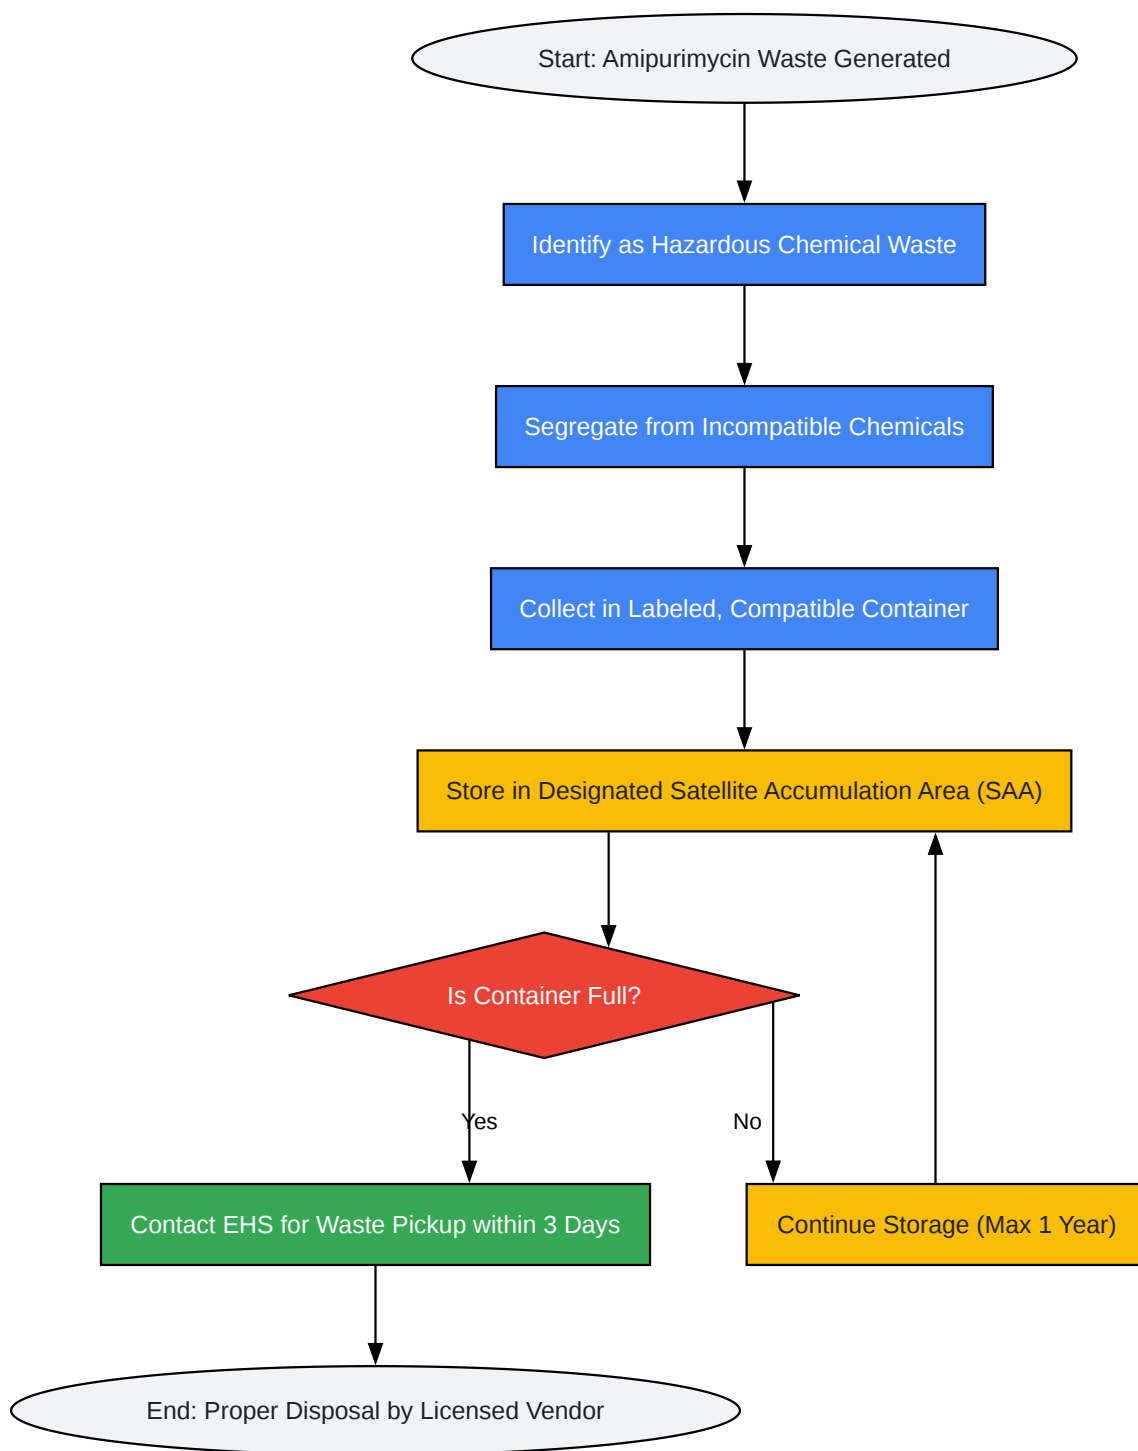 Start: Amipurimycin Waste Generated
Identify as Hazardous Chemical Waste
Segregate from Incompatible Chemicals
Collect in Labeled, Compatible Container
Store in Designated Satellite Accumulation Area (SAA)
Is Container Full?
Yes
No
Contact EHS for Waste Pickup within 3 Days
Continue Storage (Max 1 Year)
End: Proper Disposal by Licensed Vendor